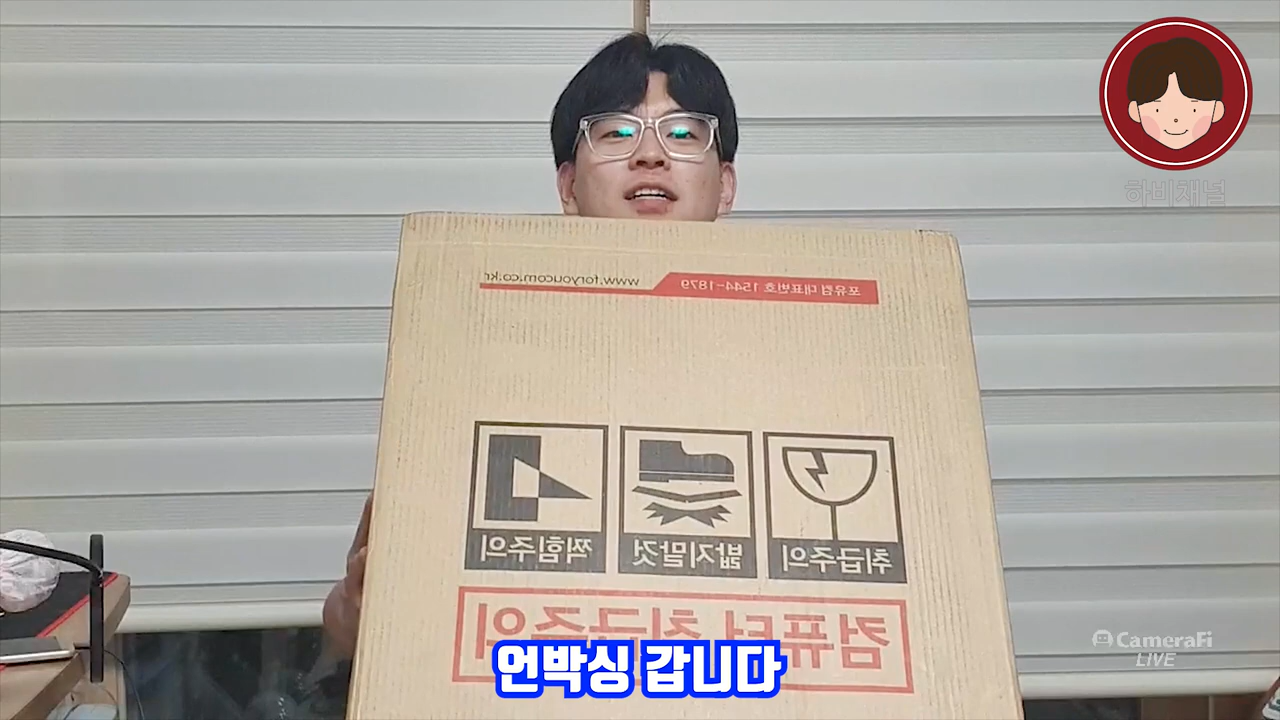 하비채널
www.foryoucom.co.kr
포유컴 대표번호 1544-1879
찍힘주의
밟지말것
취급주의
컴퓨터 취급주의
언박싱 갑니다
CameraFi
LIVE